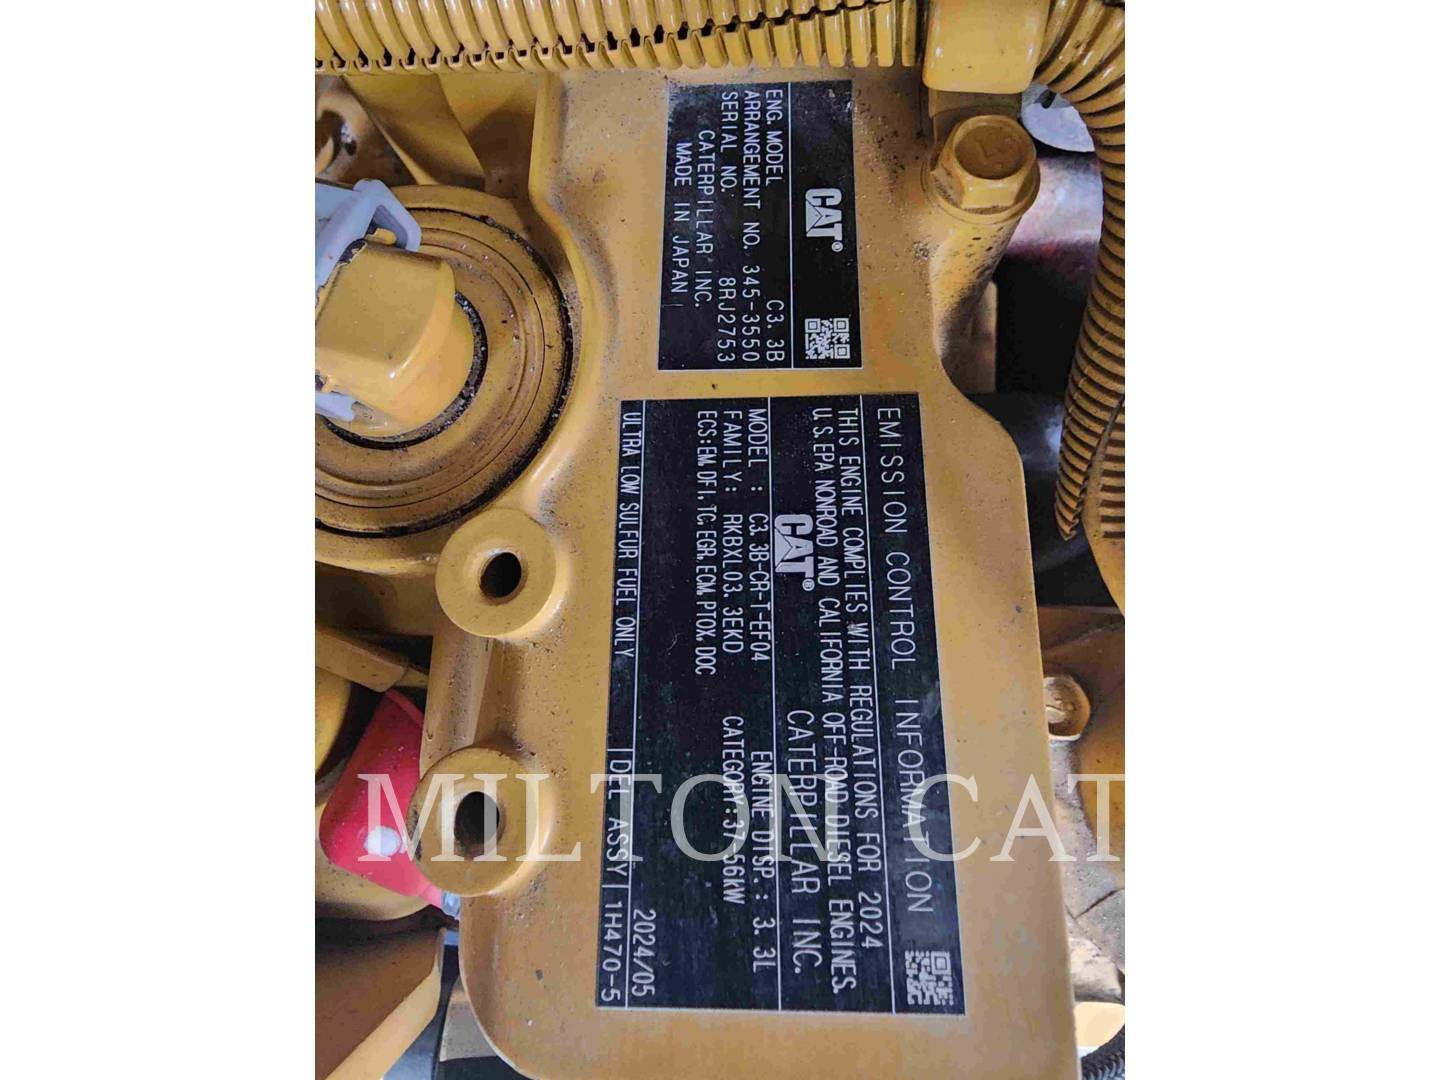 CAT®
ENG. MODEL C3.3B
ARRANGEMENT NO. 345-3550
SERIAL NO. 8RJ2753
CATERPILLAR INC.
MADE IN JAPAN
EMISSION CONTROL INFORMATION
THIS ENGINE COMPLIES WITH REGULATIONS FOR 2024
U.S.EPA NONROAD AND CALIFORNIA OFF-ROAD DIESEL ENGINES.
CAT® CATERPILLAR INC.
MODEL : C3.3B-CR-T-EF04 ENGINE DISP. : 3.3L
FAMILY: RKBXL03.3EKD CATEGORY:37-56kW
ECS:EM,DFI,TC,EGR,ECM,PTOX,DOC
2024/05
ULTRA LOW SULFUR FUEL ONLY DEL ASSY 1H470-5
MILTON CAT